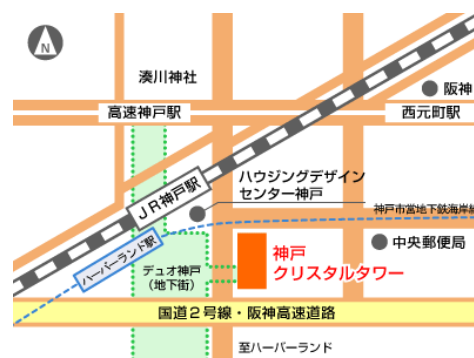 N
湊川神社
阪神
高速神戸駅
西元町駅
JR神戸駅
ハウジングデザイン
センター神戸
神戸市営地下鉄海岸線
ハーバーランド駅
中央郵便局
神戸
クリスタルタワー
デュオ神戸
(地下街)
国道2号線・阪神高速道路
至ハーバーランド